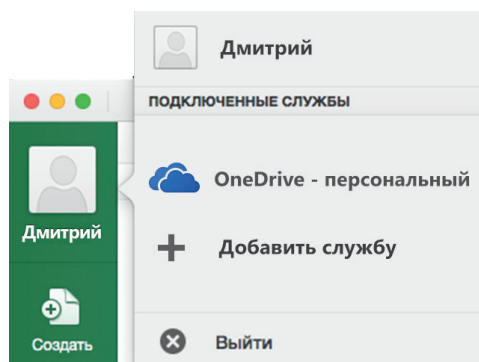 Дмитрий
ПОДКЛЮЧЕННЫЕ СЛУЖБЫ
OneDrive - персональный
Добавить службу
Выйти
Дмитрий
Создать